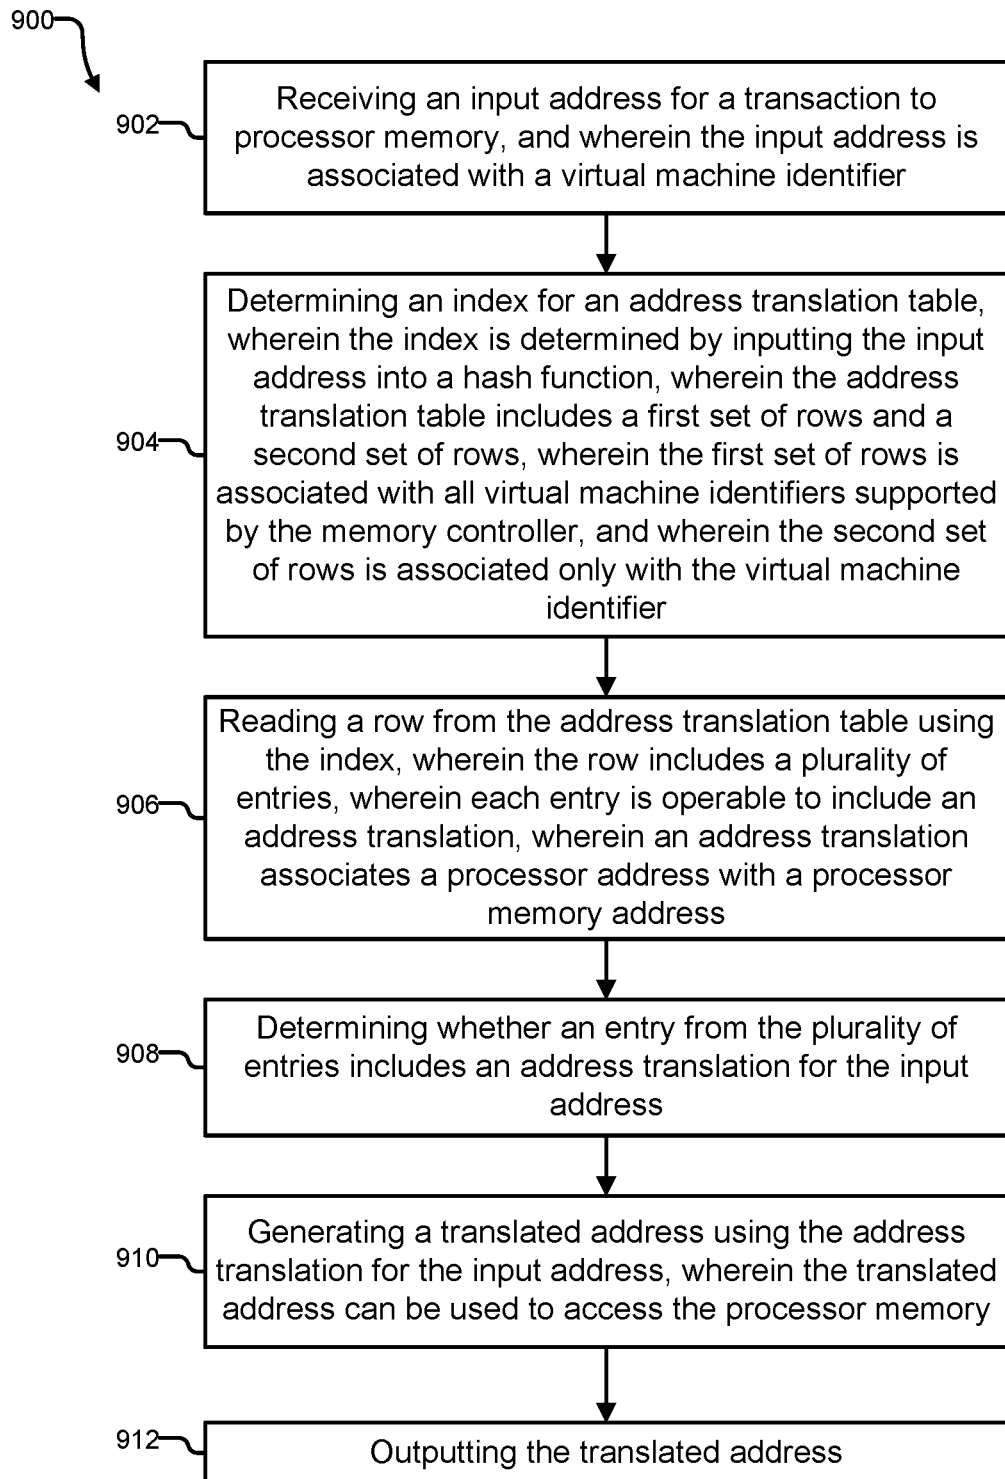 900
902
Receiving an input address for a transaction to
processor memory, and wherein the input address is
associated with a virtual machine identifier
904
Determining an index for an address translation table,
wherein the index is determined by inputting the input
address into a hash function, wherein the address
translation table includes a first set of rows and a
second set of rows, wherein the first set of rows is
associated with all virtual machine identifiers supported
by the memory controller, and wherein the second set
of rows is associated only with the virtual machine
identifier
906
Reading a row from the address translation table using
the index, wherein the row includes a plurality of
entries, wherein each entry is operable to include an
address translation, wherein an address translation
associates a processor address with a processor
memory address
908
Determining whether an entry from the plurality of
entries includes an address translation for the input
address
910
Generating a translated address using the address
translation for the input address, wherein the translated
address can be used to access the processor memory
912
Outputting the translated address